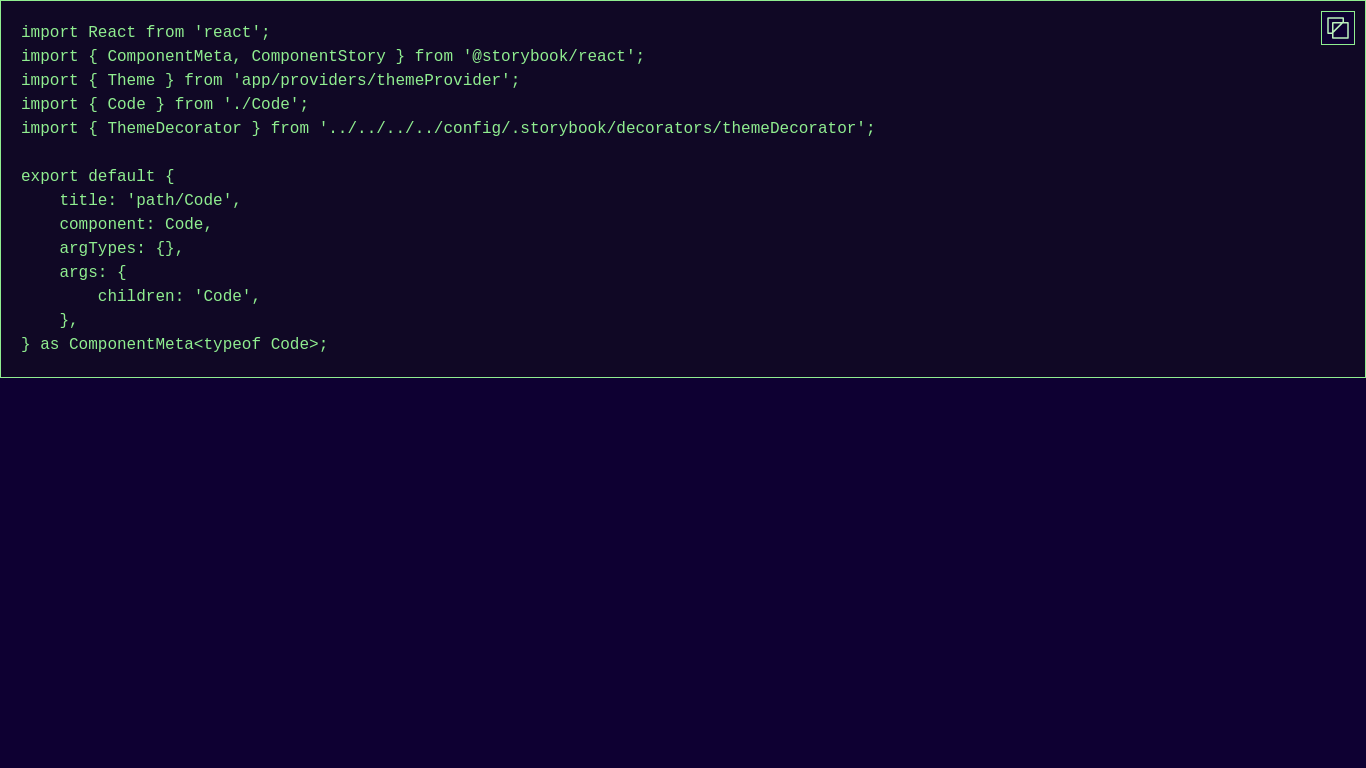 import React from 'react';
import { ComponentMeta, ComponentStory } from '@storybook/react';
import { Theme } from 'app/providers/themeProvider';
import { Code } from './Code';
import { ThemeDecorator } from '../../../../config/.storybook/decorators/themeDecorator';

export default {
    title: 'path/Code',
    component: Code,
    argTypes: {},
    args: {
        children: 'Code',
    },
} as ComponentMeta<typeof Code>;